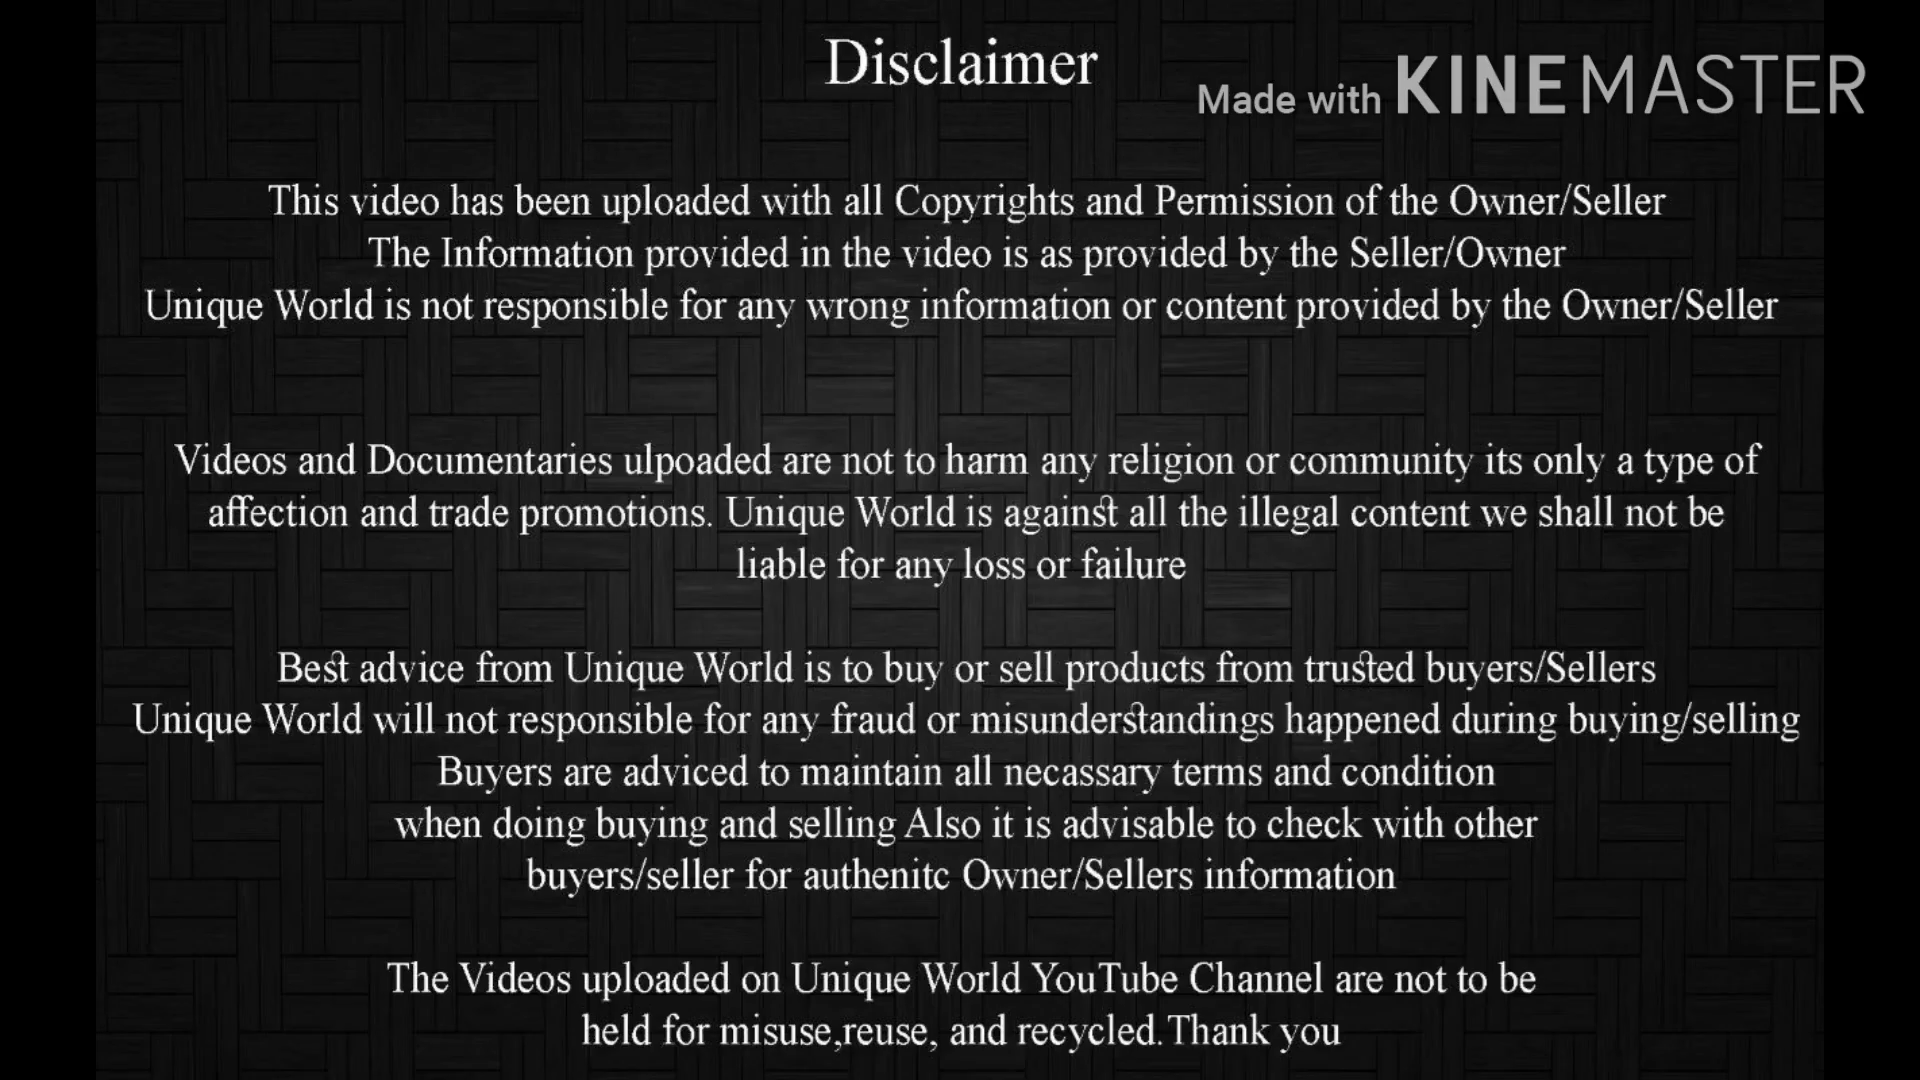 Disclaimer
Made with KINEMASTER
This video has been uploaded with all Copyrights and Permission of the Owner/Seller
The Information provided in the video is as provided by the Seller/Owner
Unique World is not responsible for any wrong information or content provided by the Owner/Seller
Videos and Documentaries ulpoaded are not to harm any religion or community its only a type of
affection and trade promotions. Unique World is against all the illegal content we shall not be
liable for any loss or failure
Best advice from Unique World is to buy or sell products from trusted buyers/Sellers
Unique World will not responsible for any fraud or misunderstandings happened during buying/selling
Buyers are adviced to maintain all necassary terms and condition
when doing buying and selling Also it is advisable to check with other
buyers/seller for authenitc Owner/Sellers information
The Videos uploaded on Unique World YouTube Channel are not to be
held for misuse,reuse, and recycled.Thank you